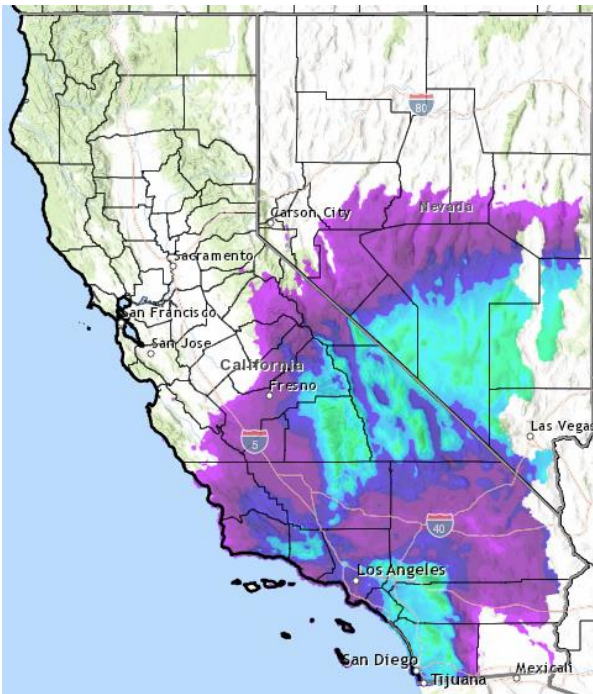 80
Nevada
Carson City
Sacramento
San Francisco
San Jose
California
Fresno
Las Vegas
5
40
Los Angeles
San Diego
Tijuana
Mexicali